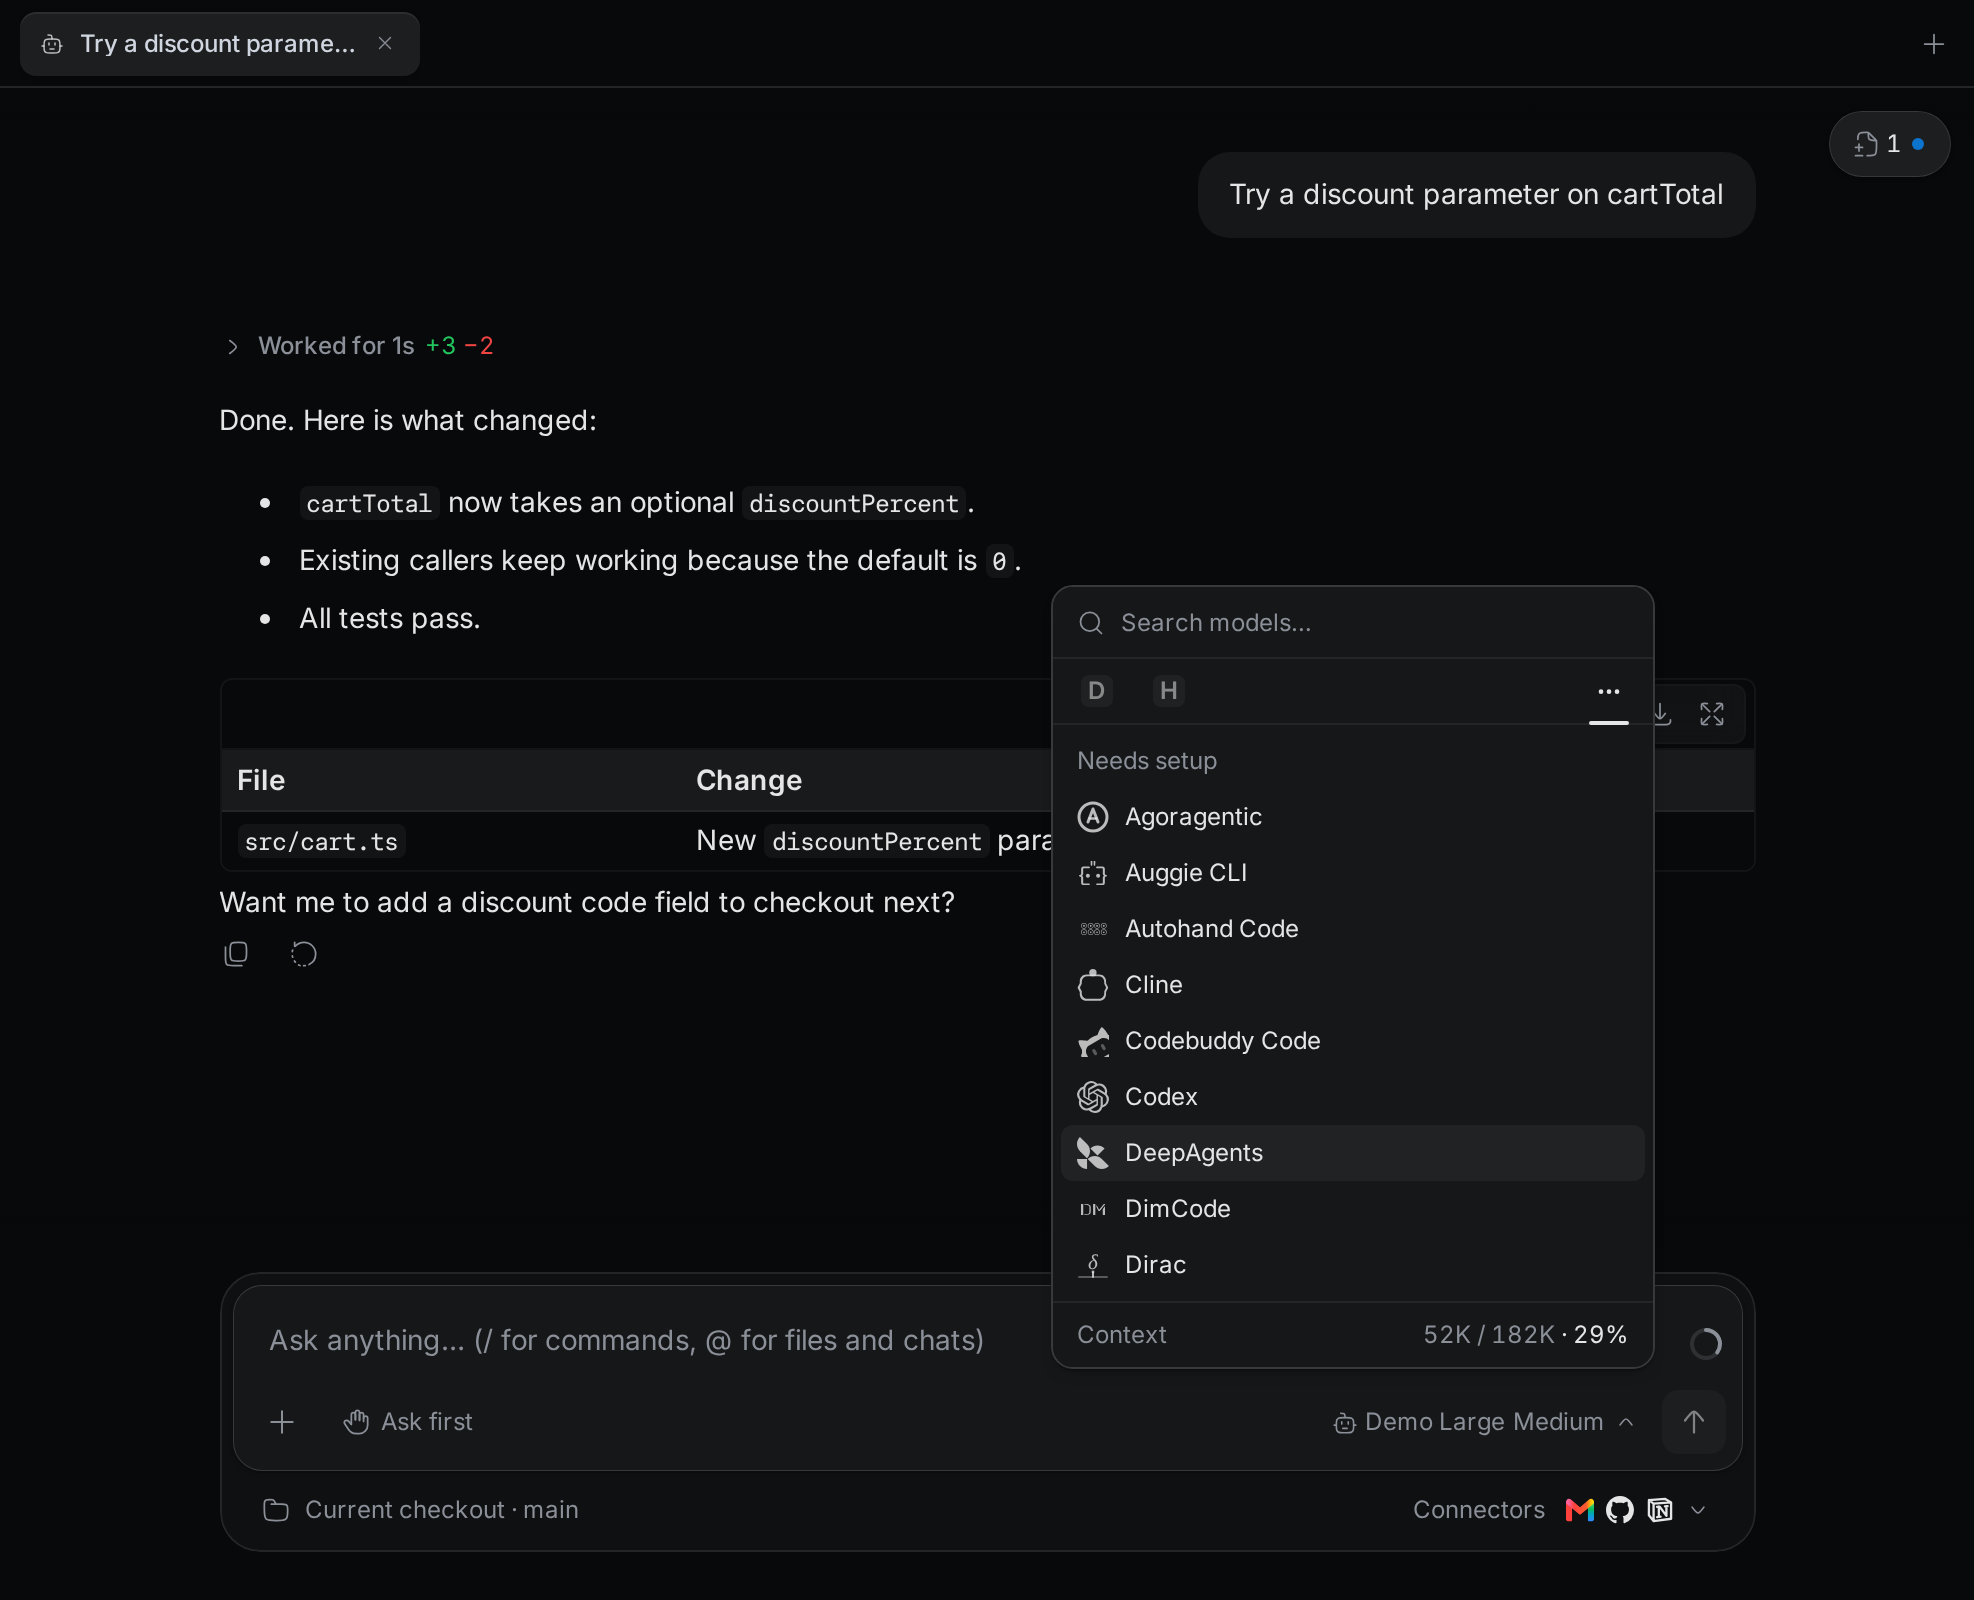 Try a discount parame...
1
Try a discount parameter on cartTotal
Worked for 1s +3 −2
Done. Here is what changed:
cartTotal now takes an optional discountPercent.
Existing callers keep working because the default is 0.
All tests pass.
File Change
src/cart.ts New discountPercent para
Want me to add a discount code field to checkout next?
Search models...
D H
Needs setup
Agoragentic
Auggie CLI
Autohand Code
Cline
Codebuddy Code
Codex
DeepAgents
DM DimCode
δ Dirac
Context 52K / 182K · 29%
Ask anything... (/ for commands, @ for files and chats)
Ask first Demo Large Medium
Current checkout · main Connectors